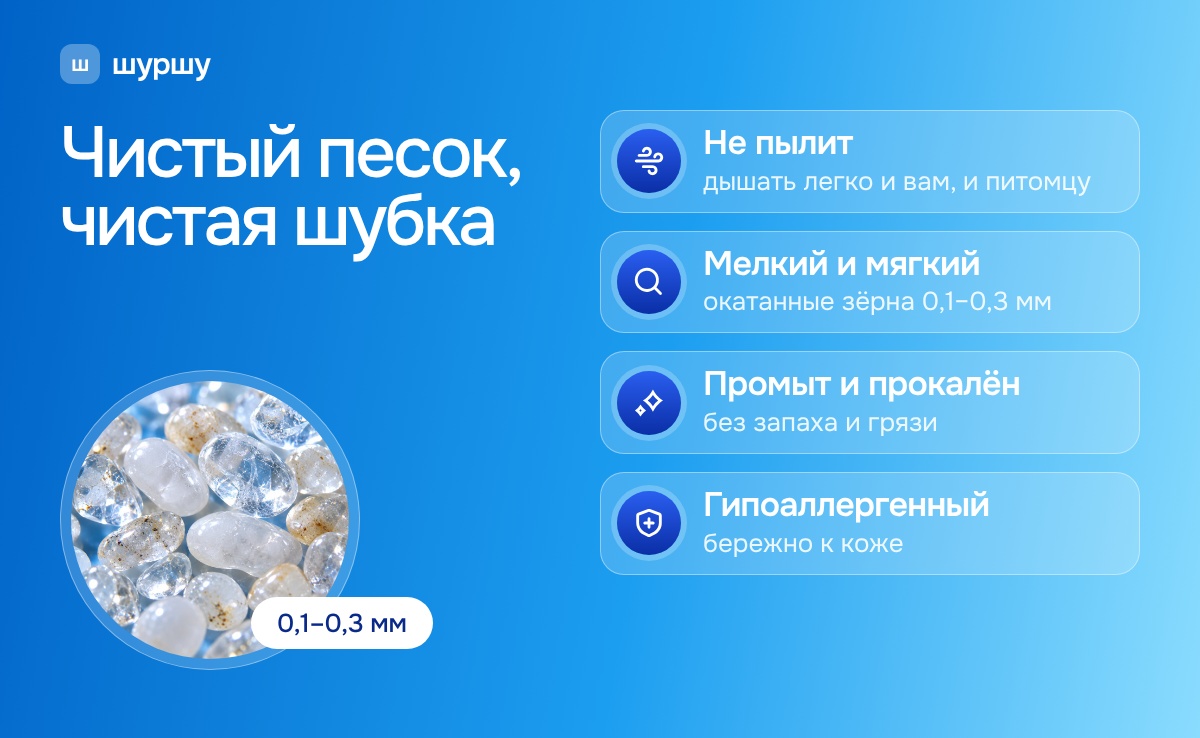 ш шуршу
Чистый песок,
чистая шубка
Не пылит
дышать легко и вам, и питомцу
Мелкий и мягкий
окатанные зёрна 0,1–0,3 мм
Промыт и прокалён
без запаха и грязи
Гипоаллергенный
бережно к коже
0,1–0,3 мм